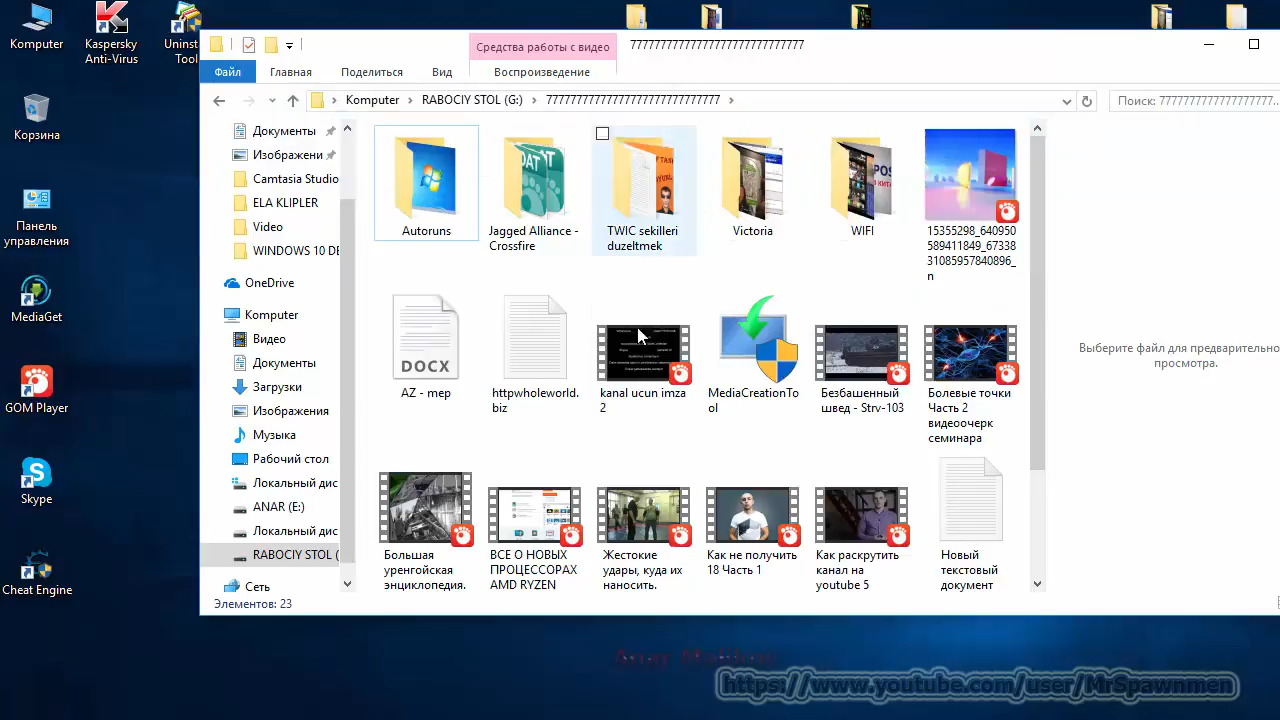 Komputer
Kaspersky
Anti-Virus
Uninst
Tool
Корзина
Панель
управления
MediaGet
GOM Player
Skype
Cheat Engine
Средства работы с видео
777777777777777777777777777
Файл
Главная
Поделиться
Вид
Воспроизведение
Komputer
RABOCIY STOL (G:)
777777777777777777777777777
Поиск: 777777777777777777...
Документы
Изображени
Camtasia Studio
ELA KLIPLER
Video
WINDOWS 10 DE
OneDrive
Komputer
Видео
Документы
Загрузки
Изображения
Музыка
Рабочий стол
Локальный дис
ANAR (E:)
Локальный дис
RABOCIY STOL (
Сеть
Autoruns
Jagged Alliance -
Crossfire
TWIC sekilleri
duzeltmek
Victoria
WIFI
15355298_640950
589411849_67338
31085957840896_
n
DOCX
AZ - mep
httpwholeworld.
biz
kanal ucun imza
2
MediaCreationTo
ol
Безбашенный
швед - Strv-103
Болевые точки
Часть 2
видеоочерк
семинара
Большая
уренгойская
энциклопедия.
ВСЕ О НОВЫХ
ПРОЦЕССОРАХ
AMD RYZEN
Жестокие
удары, куда их
наносить.
Как не получить
18 Часть 1
Как раскрутить
канал на
youtube 5
Новый
текстовый
документ
Выберите файл для предварительно
просмотра.
Элементов: 23
https://www.youtube.com/user/MrSpawnmen